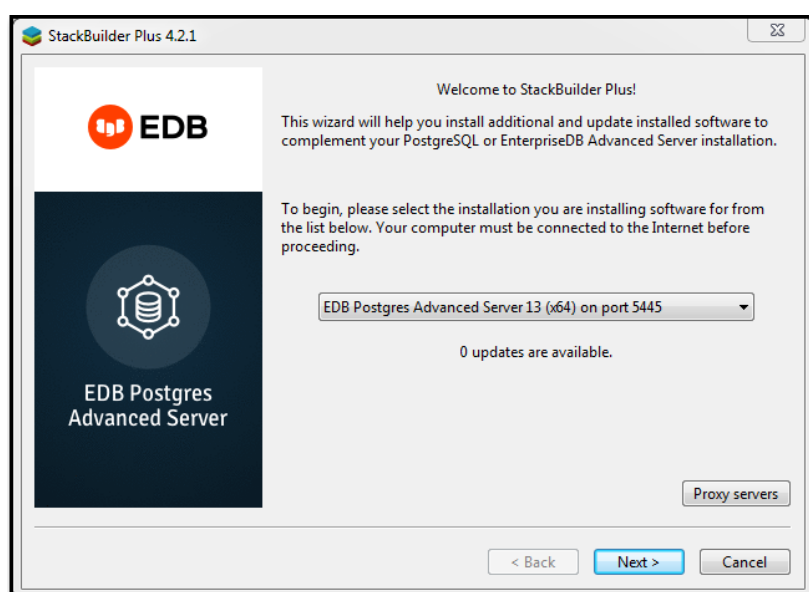 StackBuilder Plus 4.2.1
EDB
Welcome to StackBuilder Plus!
This wizard will help you install additional and update installed software to
complement your PostgreSQL or EnterpriseDB Advanced Server installation.
To begin, please select the installation you are installing software for from
the list below. Your computer must be connected to the Internet before
proceeding.
EDB Postgres Advanced Server 13 (x64) on port 5445
0 updates are available.
EDB Postgres
Advanced Server
Proxy servers
< Back
Next >
Cancel